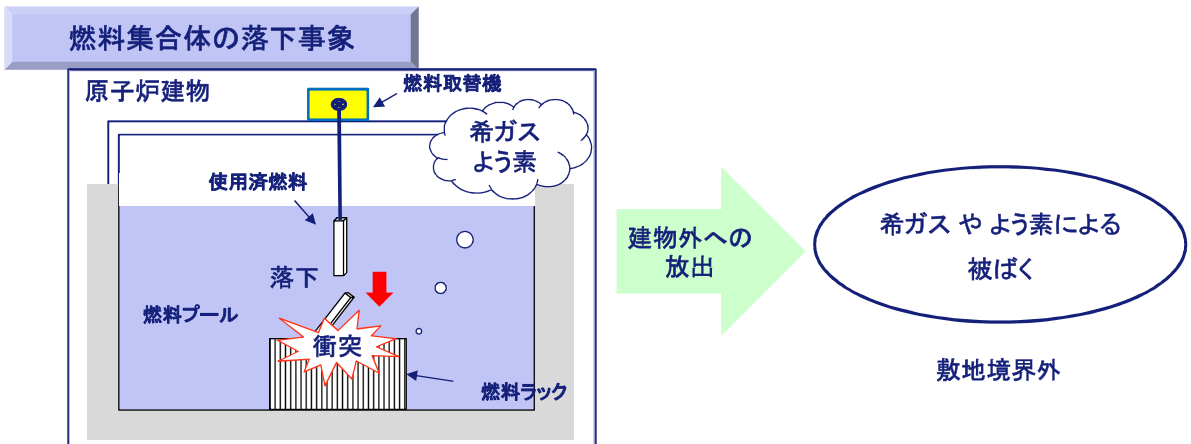 燃料集合体の落下事象
原子炉建物
燃料取替機
希ガス
よう素
使用済燃料
落下
燃料プール
衝突
燃料ラック
建物外への
放出
希ガス や よう素による
被ばく
敷地境界外